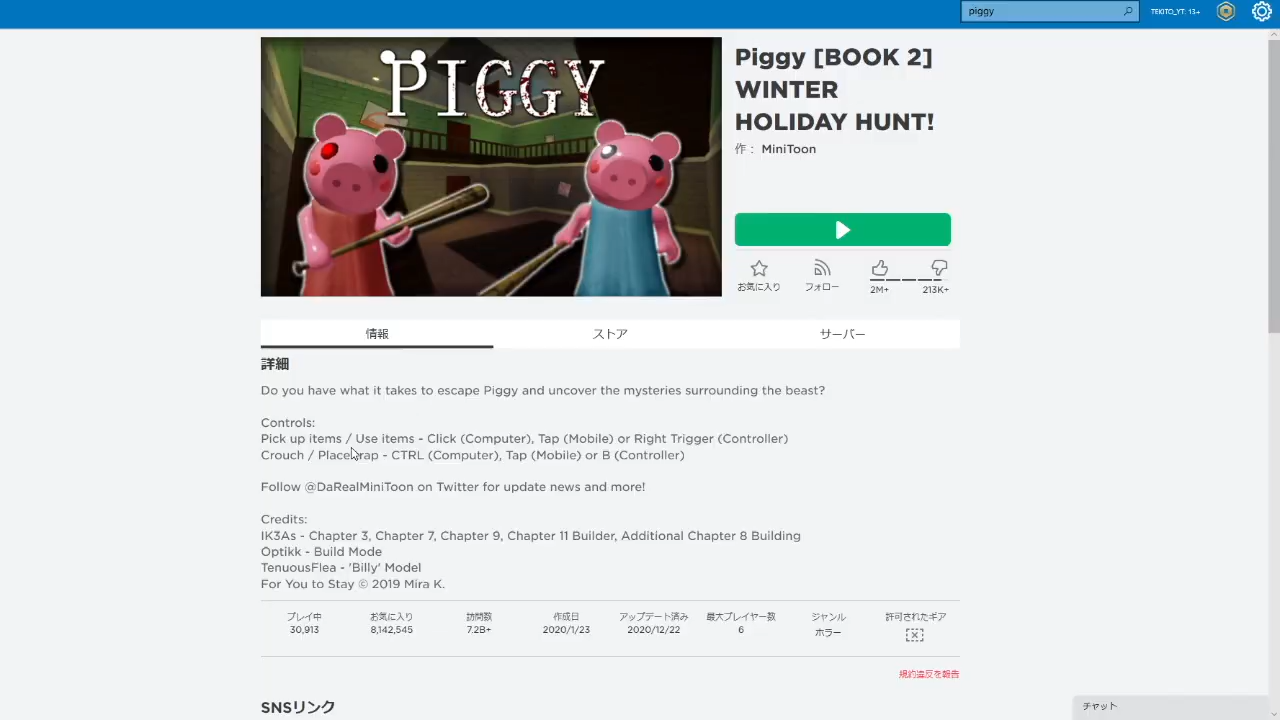 piggy
TEKITO_YT: 13+
PIGGY
Piggy [BOOK 2]
WINTER
HOLIDAY HUNT!
作： MiniToon
お気に入り
フォロー
2M+
213K+
情報
ストア
サーバー
詳細
Do you have what it takes to escape Piggy and uncover the mysteries surrounding the beast?
Controls:
Pick up items / Use items - Click (Computer), Tap (Mobile) or Right Trigger (Controller)
Crouch / Place Trap - CTRL (Computer), Tap (Mobile) or B (Controller)
Follow @DaRealMiniToon on Twitter for update news and more!
Credits:
IK3As - Chapter 3, Chapter 7, Chapter 9, Chapter 11 Builder, Additional Chapter 8 Building
Optikk - Build Mode
TenuousFlea - 'Billy' Model
For You to Stay © 2019 Mira K.
プレイ中 お気に入り 訪問数 作成日 アップデート済み 最大プレイヤー数 ジャンル 許可されたギア
30,913 8,142,545 7.2B+ 2020/1/23 2020/12/22 6 ホラー
規約違反を報告
SNSリンク
チャット